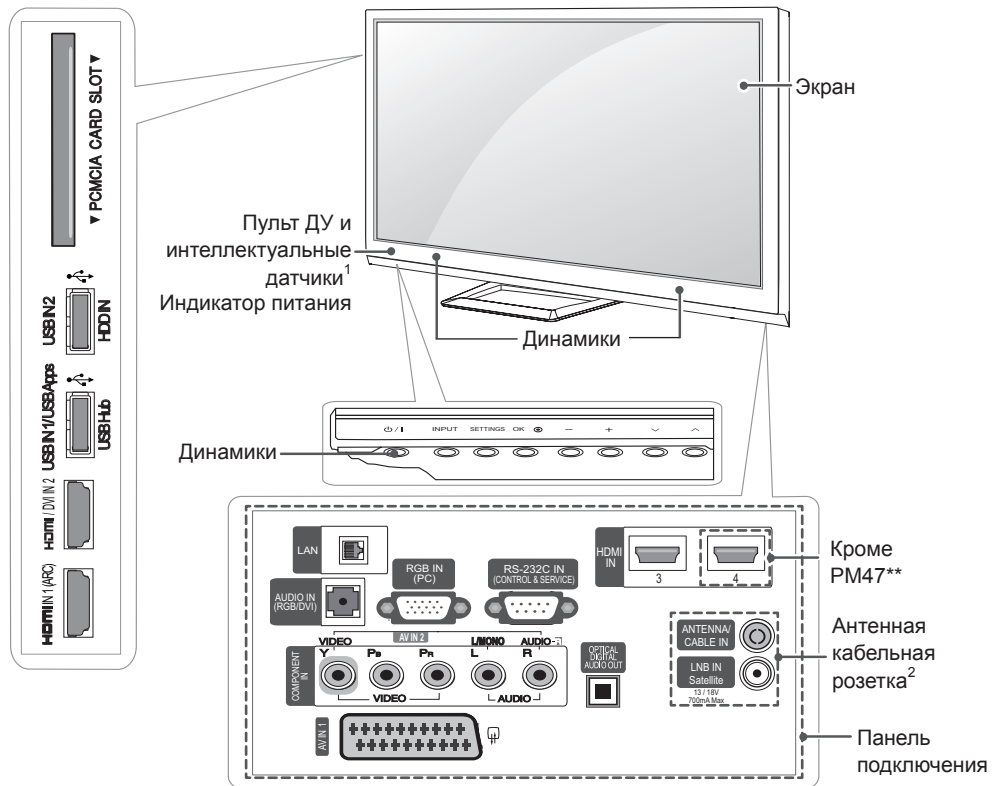 ▼PCMCIA CARD SLOT▼
USB IN 2
HDD IN
USB IN 1/USB Apps
USB Hub
HDMI / DVI IN 2
HDMI IN 1 (ARC)
Экран
Пульт ДУ и
интеллектуальные
датчики1
Индикатор питания
Динамики
⏻/I INPUT SETTINGS OK ⦿ − + ﹀ ︿
Динамики
LAN
HDMI
IN
3
4
Кроме
PM47**
AUDIO IN
(RGB/DVI)
RGB IN
(PC)
RS-232C IN
(CONTROL & SERVICE)
VIDEO AV IN 2 L/MONO AUDIO R
COMPONENT
IN
Y PB PR L R
VIDEO AUDIO
OPTICAL
DIGITAL
AUDIO OUT
ANTENNA/
CABLE IN
LNB IN
Satellite
13 / 18V
700mA Max
Антенная
кабельная
розетка2
AV IN 1
Панель
подключения